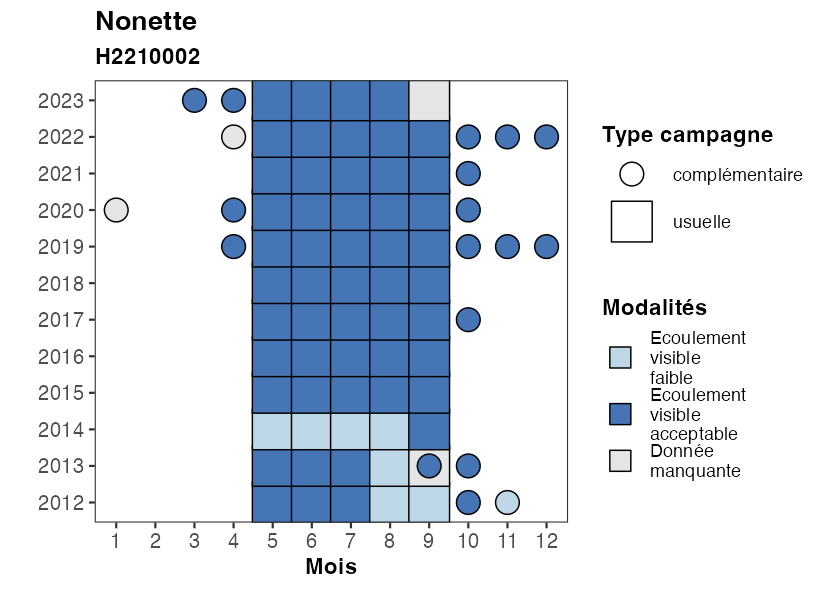 Nonette
H2210002
2023
2022
2021
2020
2019
2018
2017
2016
2015
2014
2013
2012
1 2 3 4 5 6 7 8 9 10 11 12
Mois
Type campagne
complémentaire
usuelle
Modalités
Ecoulement
visible
faible
Ecoulement
visible
acceptable
Donnée
manquante